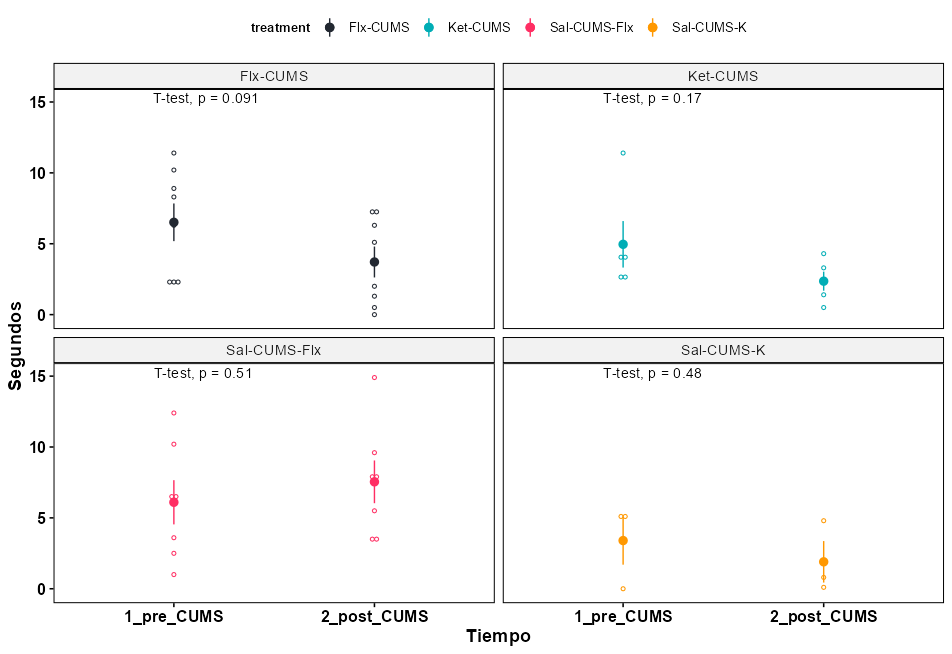 treatment Flx-CUMS Ket-CUMS Sal-CUMS-Flx Sal-CUMS-K
Flx-CUMS
Ket-CUMS
T-test, p = 0.091
T-test, p = 0.17
15
10
5
0
Sal-CUMS-Flx
Sal-CUMS-K
T-test, p = 0.51
T-test, p = 0.48
15
10
5
0
Segundos
1_pre_CUMS
2_post_CUMS
1_pre_CUMS
2_post_CUMS
Tiempo